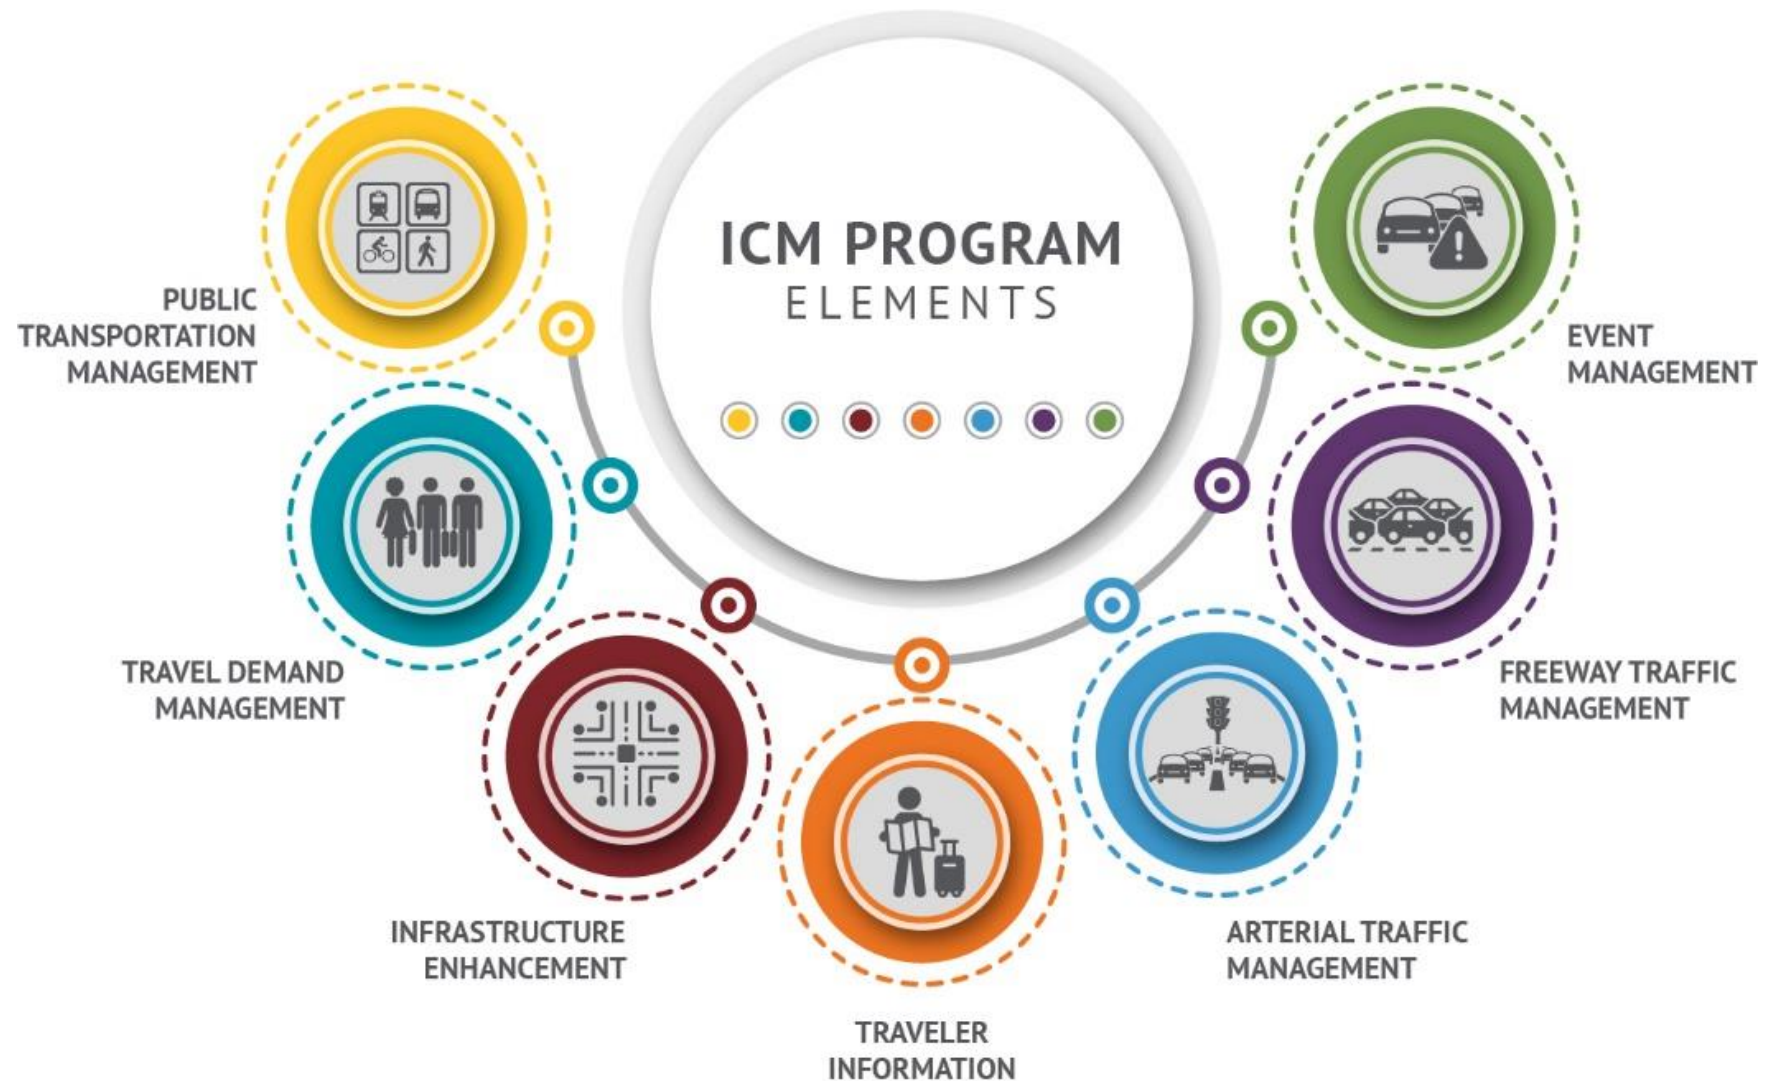 ICM PROGRAM
ELEMENTS
PUBLIC
TRANSPORTATION
MANAGEMENT
TRAVEL DEMAND
MANAGEMENT
INFRASTRUCTURE
ENHANCEMENT
TRAVELER
INFORMATION
ARTERIAL TRAFFIC
MANAGEMENT
FREEWAY TRAFFIC
MANAGEMENT
EVENT
MANAGEMENT